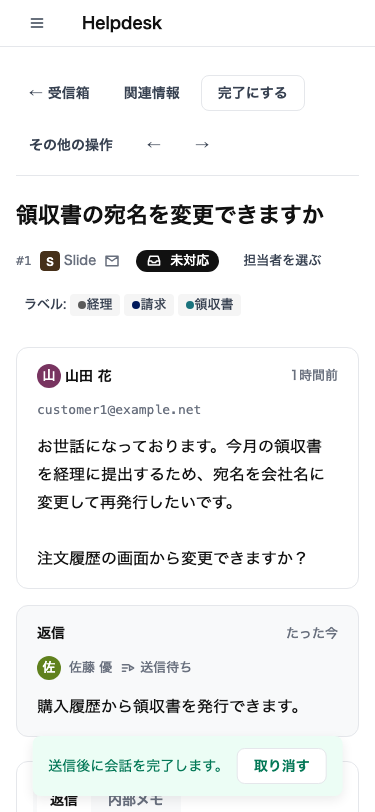 Helpdesk
← 受信箱 関連情報 完了にする
その他の操作 ← →
領収書の宛名を変更できますか
#1 S Slide 未対応 担当者を選ぶ
ラベル: 経理 請求 領収書
山 山田 花 1時間前
customer1@example.net
お世話になっております。今月の領収書
を経理に提出するため、宛名を会社名に
変更して再発行したいです。
注文履歴の画面から変更できますか？
返信 たった今
佐 佐藤 優 送信待ち
購入履歴から領収書を発行できます。
送信後に会話を完了します。 取り消す
返信 内部メモ